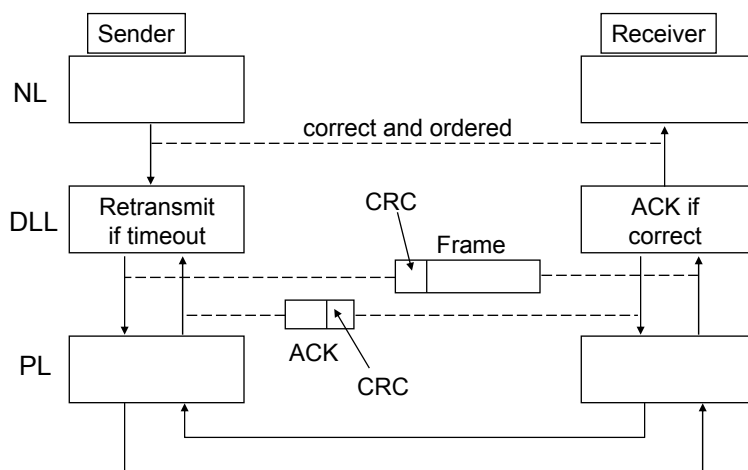 Sender
Receiver
NL
correct and ordered
DLL
Retransmit
if timeout
CRC
Frame
ACK if
correct
ACK
CRC
PL